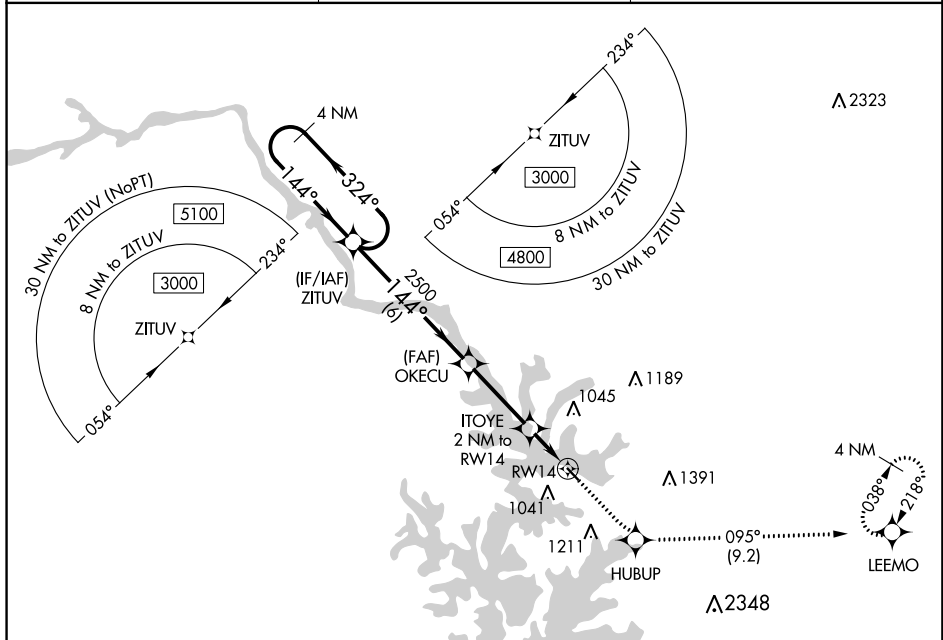 234°
ZITUV
3000
8 NM to ZITUV
054°
4800
30 NM to ZITUV
2323
4 NM
144°
324°
30 NM to ZITUV (NoPT)
5100
8 NM to ZITUV
3000
234°
ZITUV
054°
(IF/IAF)
ZITUV
2500
144°
(6)
(FAF)
OKECU
1189
1045
ITOYE
2 NM to
RW14
RW14
1041
1391
1211
HUBUP
095°
(9.2)
4 NM
038°
218°
LEEMO
2348